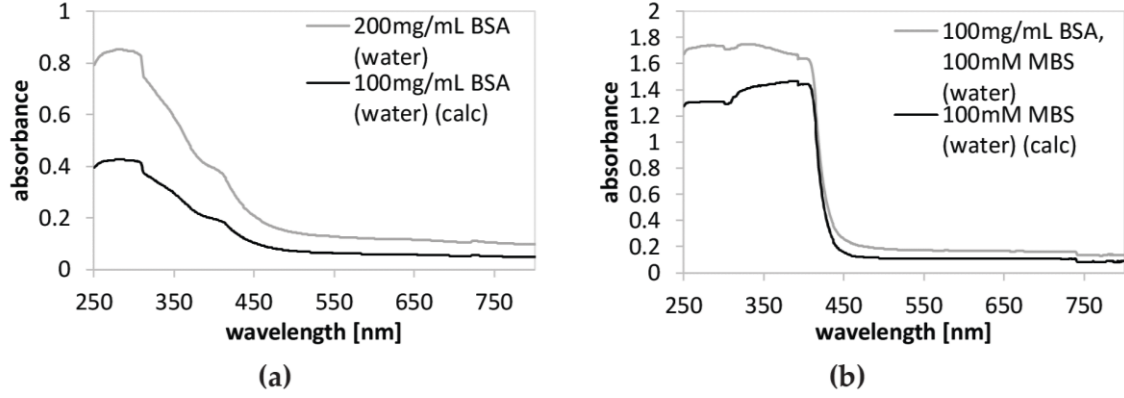 1
0.8
0.6
0.4
0.2
0
absorbance
200mg/mL BSA
(water)
100mg/mL BSA
(water) (calc)
250 350 450 550 650 750
wavelength [nm]
(a)
2
1.8
1.6
1.4
1.2
1
0.8
0.6
0.4
0.2
0
absorbance
100mg/mL BSA,
100mM MBS
(water)
100mM MBS
(water) (calc)
250 350 450 550 650 750
wavelength [nm]
(b)